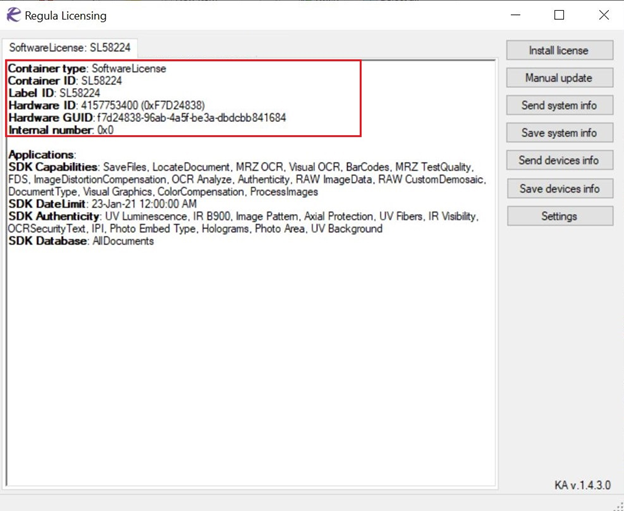 Regula Licensing
SoftwareLicense: SL58224
Container type: SoftwareLicense
Container ID: SL58224
Label ID: SL58224
Hardware ID: 4157753400 (0xF7D24838)
Hardware GUID: f7d24838-96ab-4a5f-be3a-dbdcbb841684
Internal number: 0x0
Applications:
SDK Capabilities: SaveFiles, LocateDocument, MRZ OCR, Visual OCR, BarCodes, MRZ TestQuality,
FDS, ImageDistortionCompensation, OCR Analyze, Authenticity, RAW ImageData, RAW CustomDemosaic,
DocumentType, Visual Graphics, ColorCompensation, ProcessImages
SDK DateLimit: 23-Jan-21 12:00:00 AM
SDK Authenticity: UV Luminescence, IR B900, Image Pattern, Axial Protection, UV Fibers, IR Visibility,
OCRSecurityText, IPI, Photo Embed Type, Holograms, Photo Area, UV Background
SDK Database: AllDocuments
Install license
Manual update
Send system info
Save system info
Send devices info
Save devices info
Settings
KA v.1.4.3.0